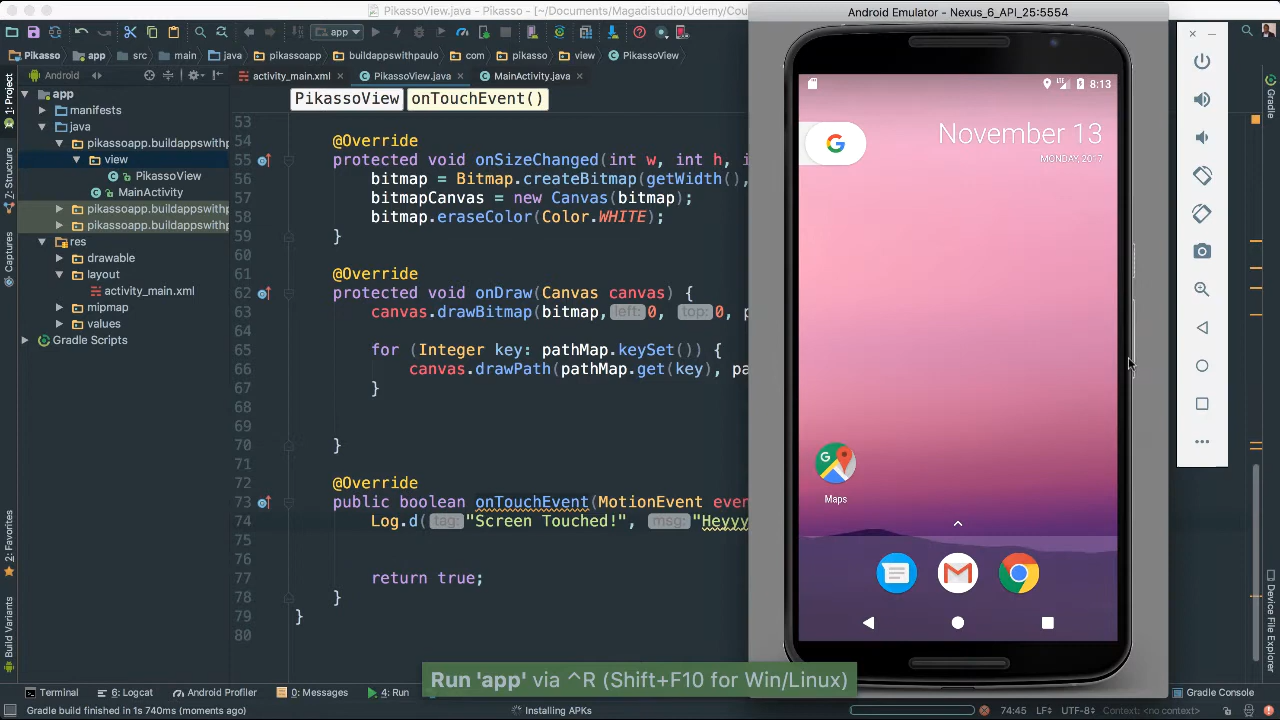 PikassoView.java - Pikasso - [~/Documents/Magadistudio/Udemy/Cou
Android Emulator - Nexus_6_API_25:5554
app
Pikasso app src main java pikassoapp buildappswithpaulo com pikasso view PikassoView
Android
activity_main.xml PikassoView.java MainActivity.java
PikassoView onTouchEvent()
1: Project
Z: Structure
Captures
2: Favorites
Build Variants
app
manifests
java
pikassoapp.buildappswithp
view
PikassoView
MainActivity
pikassoapp.buildappswithp
pikassoapp.buildappswithp
res
drawable
layout
activity_main.xml
mipmap
values
Gradle Scripts
53
54 @Override
55 protected void onSizeChanged(int w, int h, i
56 bitmap = Bitmap.createBitmap(getWidth(),
57 bitmapCanvas = new Canvas(bitmap);
58 bitmap.eraseColor(Color.WHITE);
59 }
60
61 @Override
62 protected void onDraw(Canvas canvas) {
63 canvas.drawBitmap(bitmap, left: 0, top: 0, p
64
65 for (Integer key: pathMap.keySet()) {
66 canvas.drawPath(pathMap.get(key), pa
67 }
68
69
70 }
71
72 @Override
73 public boolean onTouchEvent(MotionEvent even
74 Log.d( tag: "Screen Touched!", msg: "Heyyy
75
76
77 return true;
78 }
79 }
80
8:13
G
November 13
MONDAY, 2017
G
Maps
Gradle
Device File Explorer
Run 'app' via ^R (Shift+F10 for Win/Linux)
Terminal 6: Logcat Android Profiler 0: Messages 4: Run Gradle Console
Gradle build finished in 1s 740ms (moments ago) Installing APKs 74:45 LF÷ UTF-8÷ Context: <no context>